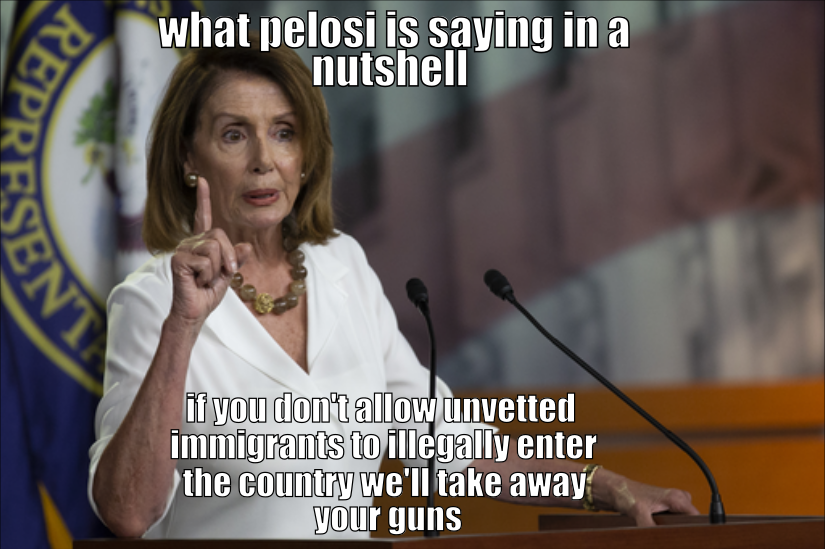 what pelosi is saying in a
nutshell
REPRESENTA
if you don't allow unvetted
immigrants to illegally enter
the country we'll take away
your guns